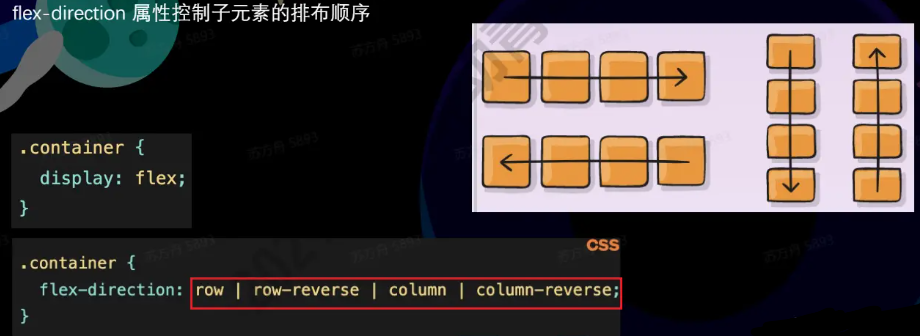 flex-direction 属性控制子元素的排布顺序
.container {
display: flex;
}
CSS
.container {
flex-direction: row | row-reverse | column | column-reverse;
}